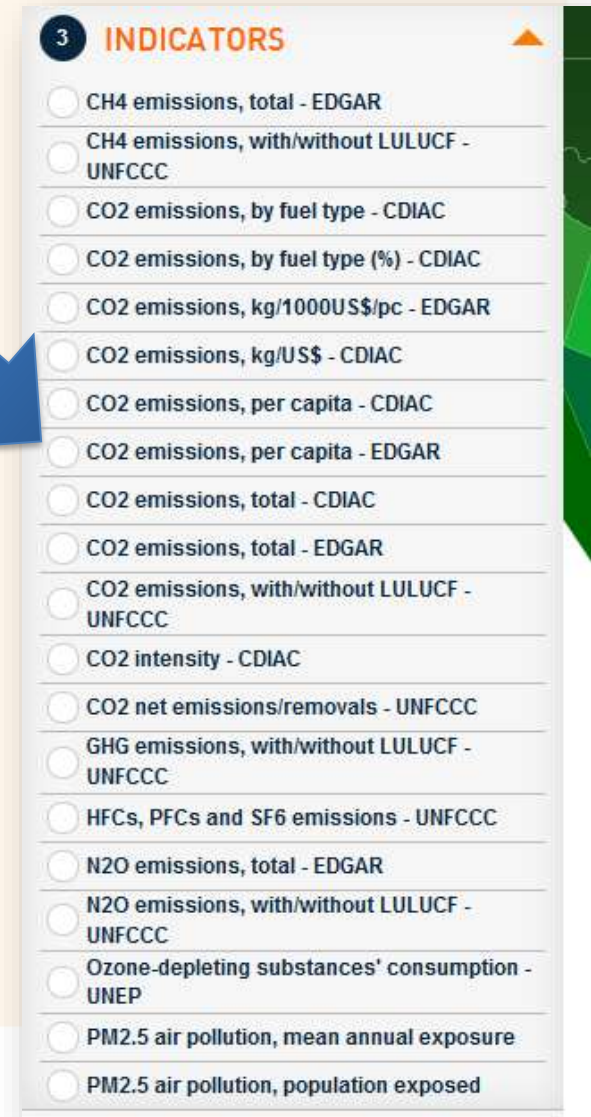 3 INDICATORS
CH4 emissions, total - EDGAR
CH4 emissions, with/without LULUCF -
UNFCCC
CO2 emissions, by fuel type - CDIAC
CO2 emissions, by fuel type (%) - CDIAC
CO2 emissions, kg/1000US$/pc - EDGAR
CO2 emissions, kg/US$ - CDIAC
CO2 emissions, per capita - CDIAC
CO2 emissions, per capita - EDGAR
CO2 emissions, total - CDIAC
CO2 emissions, total - EDGAR
CO2 emissions, with/without LULUCF -
UNFCCC
CO2 intensity - CDIAC
CO2 net emissions/removals - UNFCCC
GHG emissions, with/without LULUCF -
UNFCCC
HFCs, PFCs and SF6 emissions - UNFCCC
N2O emissions, total - EDGAR
N2O emissions, with/without LULUCF -
UNFCCC
Ozone-depleting substances' consumption -
UNEP
PM2.5 air pollution, mean annual exposure
PM2.5 air pollution, population exposed